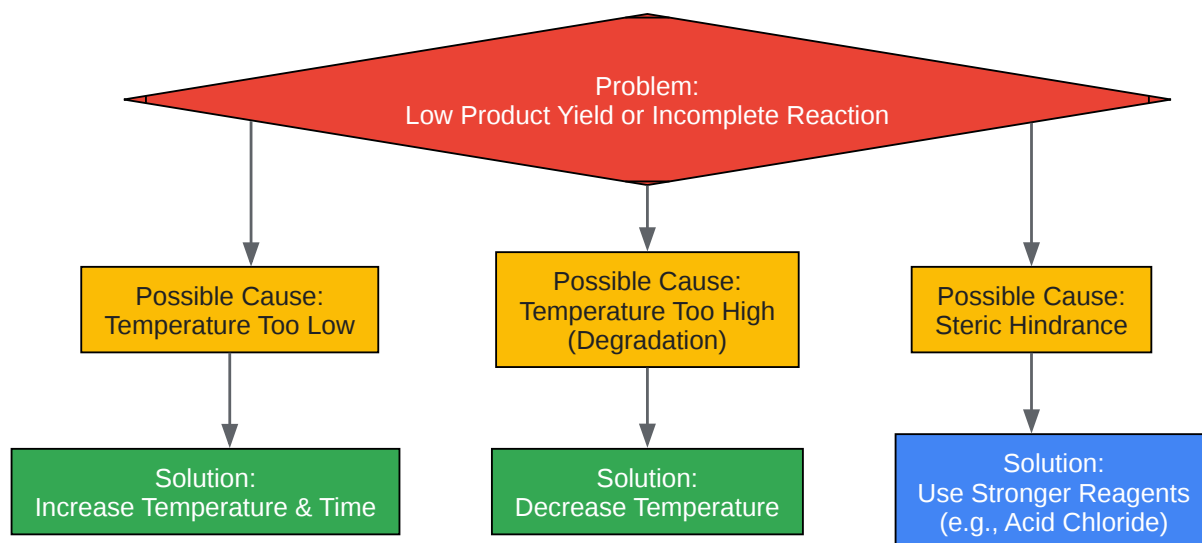 Problem:
Low Product Yield or Incomplete Reaction
Possible Cause:
Temperature Too Low
Possible Cause:
Temperature Too High
(Degradation)
Possible Cause:
Steric Hindrance
Solution:
Increase Temperature & Time
Solution:
Decrease Temperature
Solution:
Use Stronger Reagents
(e.g., Acid Chloride)